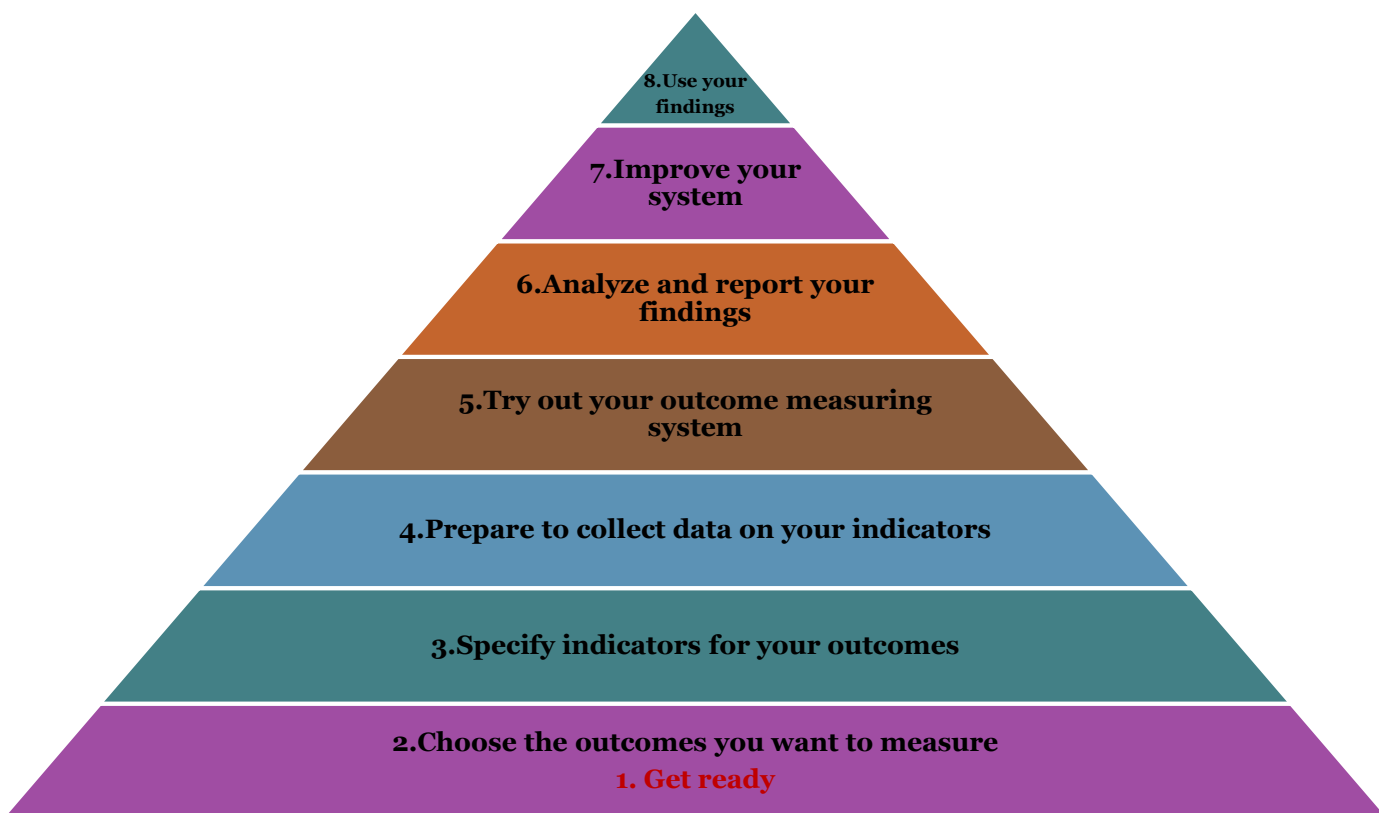 8.Use your
findings
7.Improve your
system
6.Analyze and report your
findings
5.Try out your outcome measuring
system
4.Prepare to collect data on your indicators
3.Specify indicators for your outcomes
2.Choose the outcomes you want to measure
1. Get ready